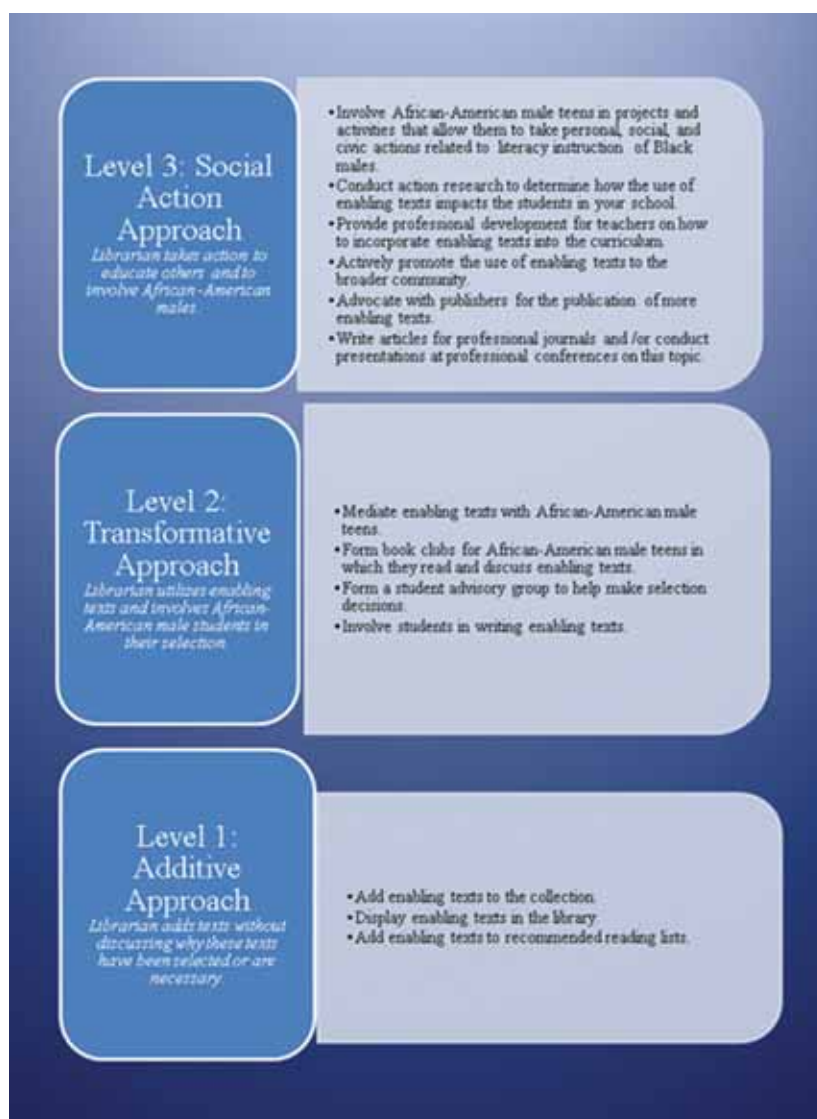 Level 3: Social
Action
Approach
Librarian takes action to
educate others and to
involve African-American
males.
•Involve African-American male teens in projects and
activities that allow them to take personal, social, and
civic actions related to literacy instruction of Black
males.
•Conduct action research to determine how the use of
enabling texts impacts the students in your school.
•Provide professional development for teachers on how
to incorporate enabling texts into the curriculum.
•Actively promote the use of enabling texts to the
broader community.
•Advocate with publishers for the publication of more
enabling texts.
•Write articles for professional journals and /or conduct
presentations at professional conferences on this topic.
Level 2:
Transformative
Approach
Librarian utilizes enabling
texts and involves African-
American male students in
their selection.
•Mediate enabling texts with African-American male
teens.
•Form book clubs for African-American male teens in
which they read and discuss enabling texts.
•Form a student advisory group to help make selection
decisions.
•Involve students in writing enabling texts.
Level 1:
Additive
Approach
Librarian adds texts without
discussing why these texts
have been selected or are
necessary.
•Add enabling texts to the collection.
•Display enabling texts in the library
•Add enabling texts to recommended reading lists.